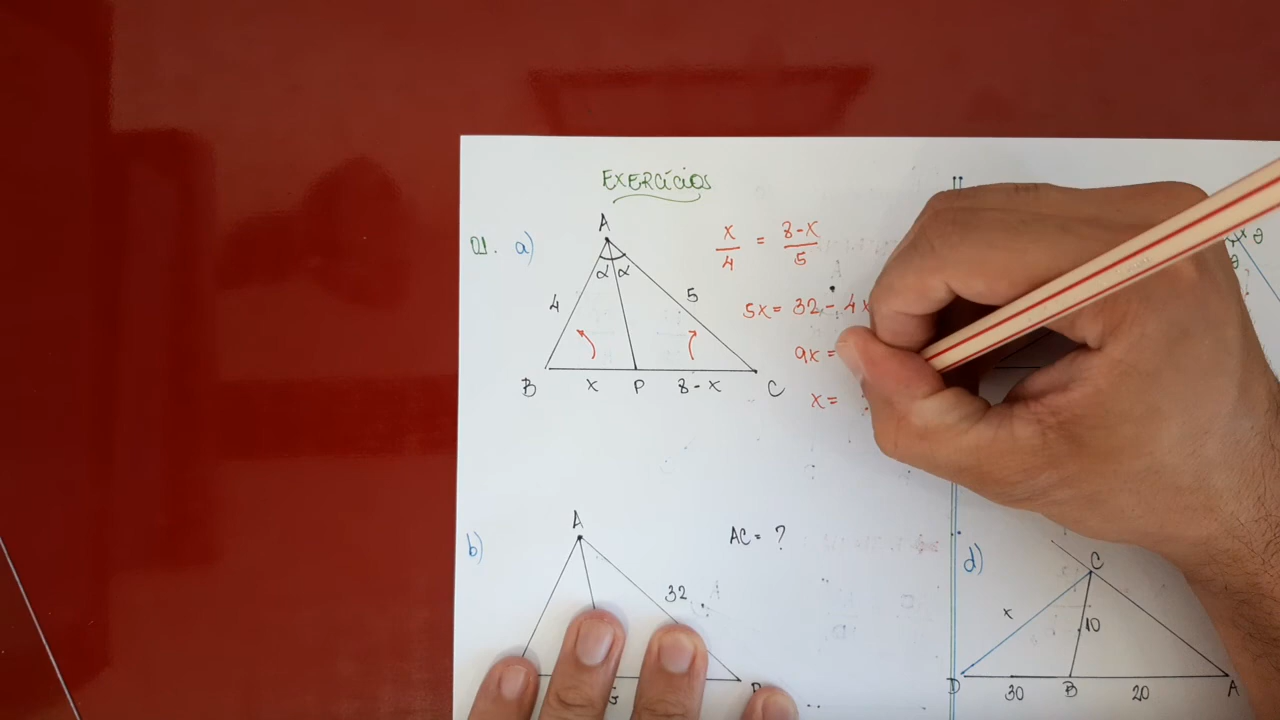 EXERCÍCIOS
01. a)
A
α α
4
5
B x P 8 - x C
x/4 = 8-x/5
5x = 32 - 4x
9x =
x =
b)
A
32
AC = ?
d)
C
x
10
D 30 B 20 A
θ
θ